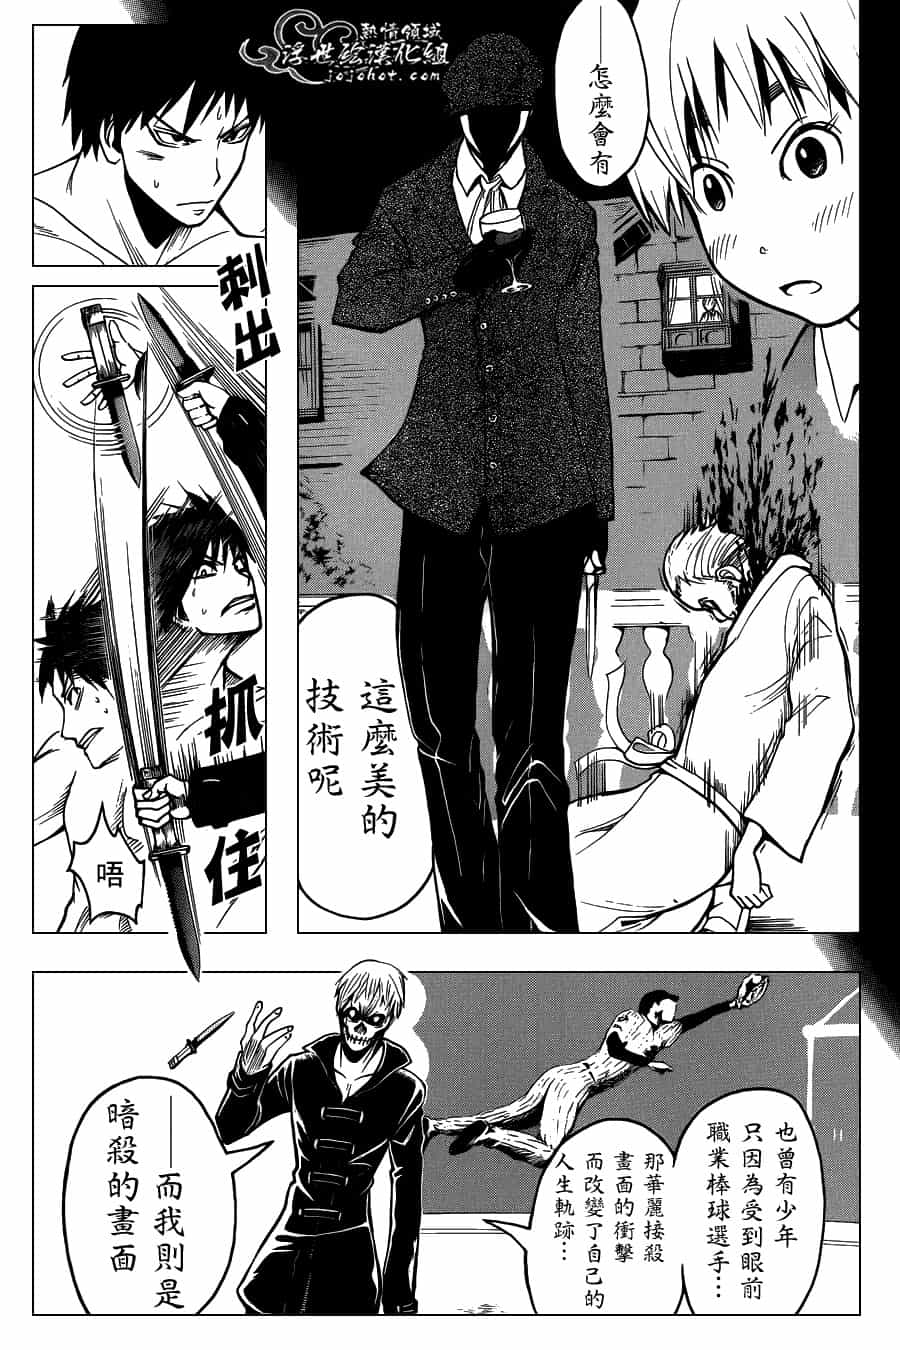 熱情領域
浮世绘漢化組
jojohot.com
——怎麼會有
這麼美的
技術呢
刺出
抓住
唔
也曾有少年
只因為受到眼前
職業棒球選手…
那華麗接殺
畫面的衝擊
而改變了自己的
人生軌跡…
——而我則是
暗殺的畫面